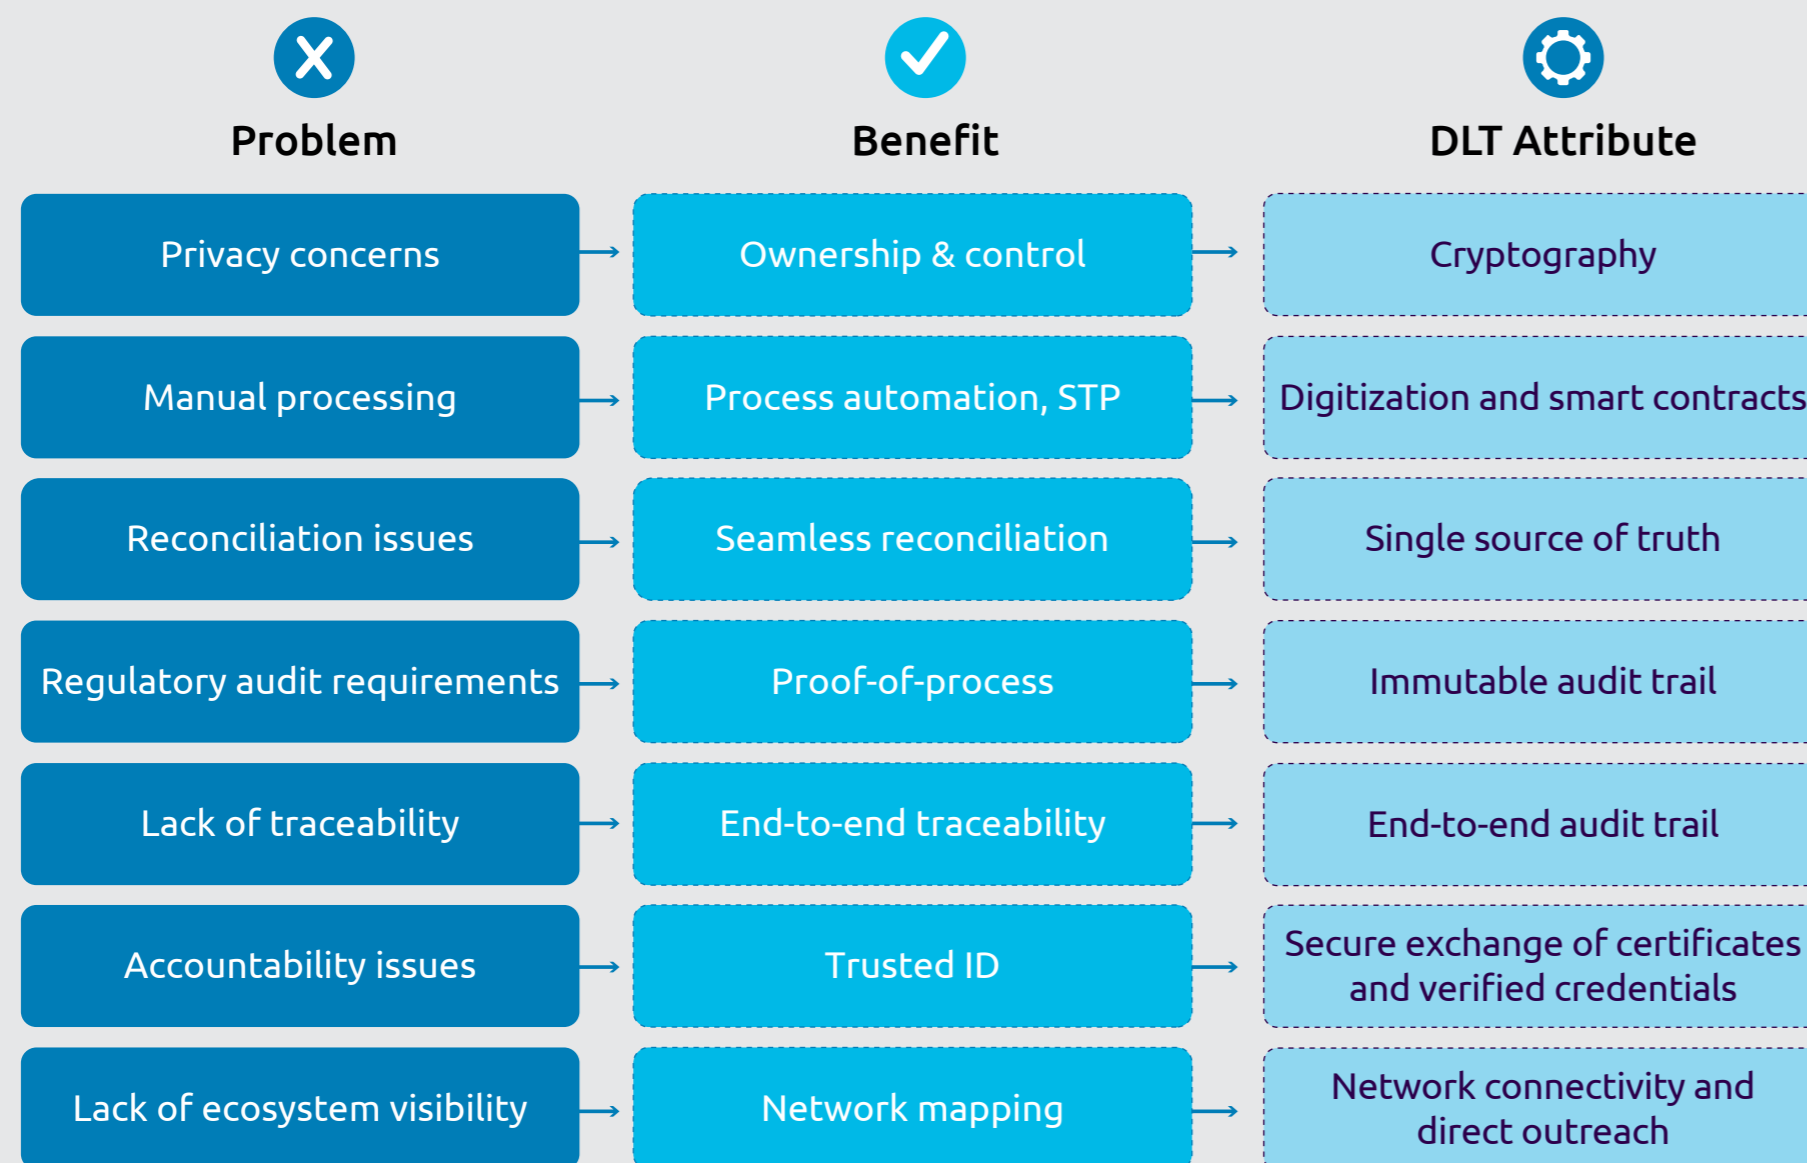 Problem
Benefit
DLT Attribute
Privacy concerns
Ownership & control
Cryptography
Manual processing
Process automation, STP
Digitization and smart contracts
Reconciliation issues
Seamless reconciliation
Single source of truth
Regulatory audit requirements
Proof-of-process
Immutable audit trail
Lack of traceability
End-to-end traceability
End-to-end audit trail
Accountability issues
Trusted ID
Secure exchange of certificates
and verified credentials
Lack of ecosystem visibility
Network mapping
Network connectivity and
direct outreach